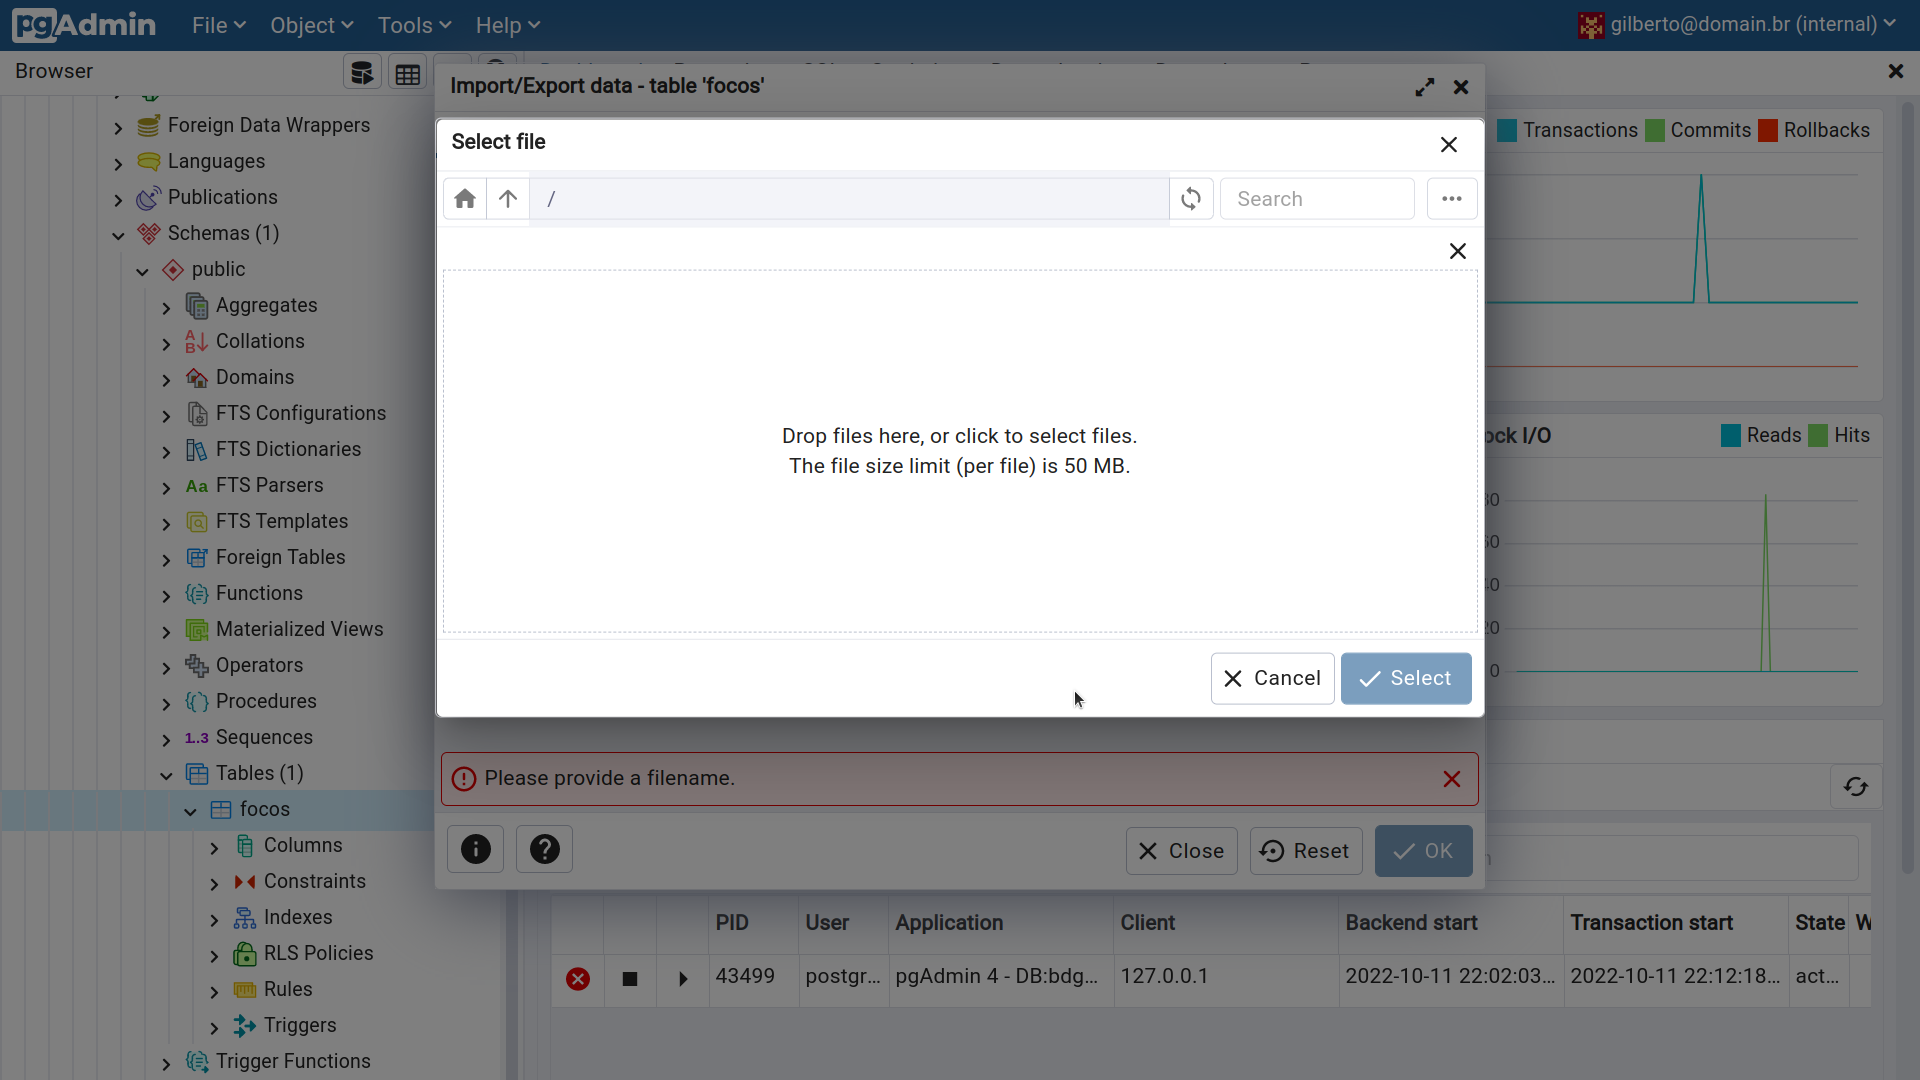 pgAdmin File Object Tools Help gilberto@domain.br (internal)
Browser
Import/Export data - table 'focos'
Select file
/ Search
Drop files here, or click to select files.
The file size limit (per file) is 50 MB.
Cancel Select
Please provide a filename.
Close Reset OK
Foreign Data Wrappers
Languages
Publications
Schemas (1)
public
Aggregates
Collations
Domains
FTS Configurations
FTS Dictionaries
Aa FTS Parsers
FTS Templates
Foreign Tables
Functions
Materialized Views
Operators
Procedures
1..3 Sequences
Tables (1)
focos
Columns
Constraints
Indexes
RLS Policies
Rules
Triggers
Trigger Functions
Transactions Commits Rollbacks
I/O Reads Hits
0
PID User Application Client Backend start Transaction start State W
43499 postgr... pgAdmin 4 - DB:bdg... 127.0.0.1 2022-10-11 22:02:03... 2022-10-11 22:12:18... act...